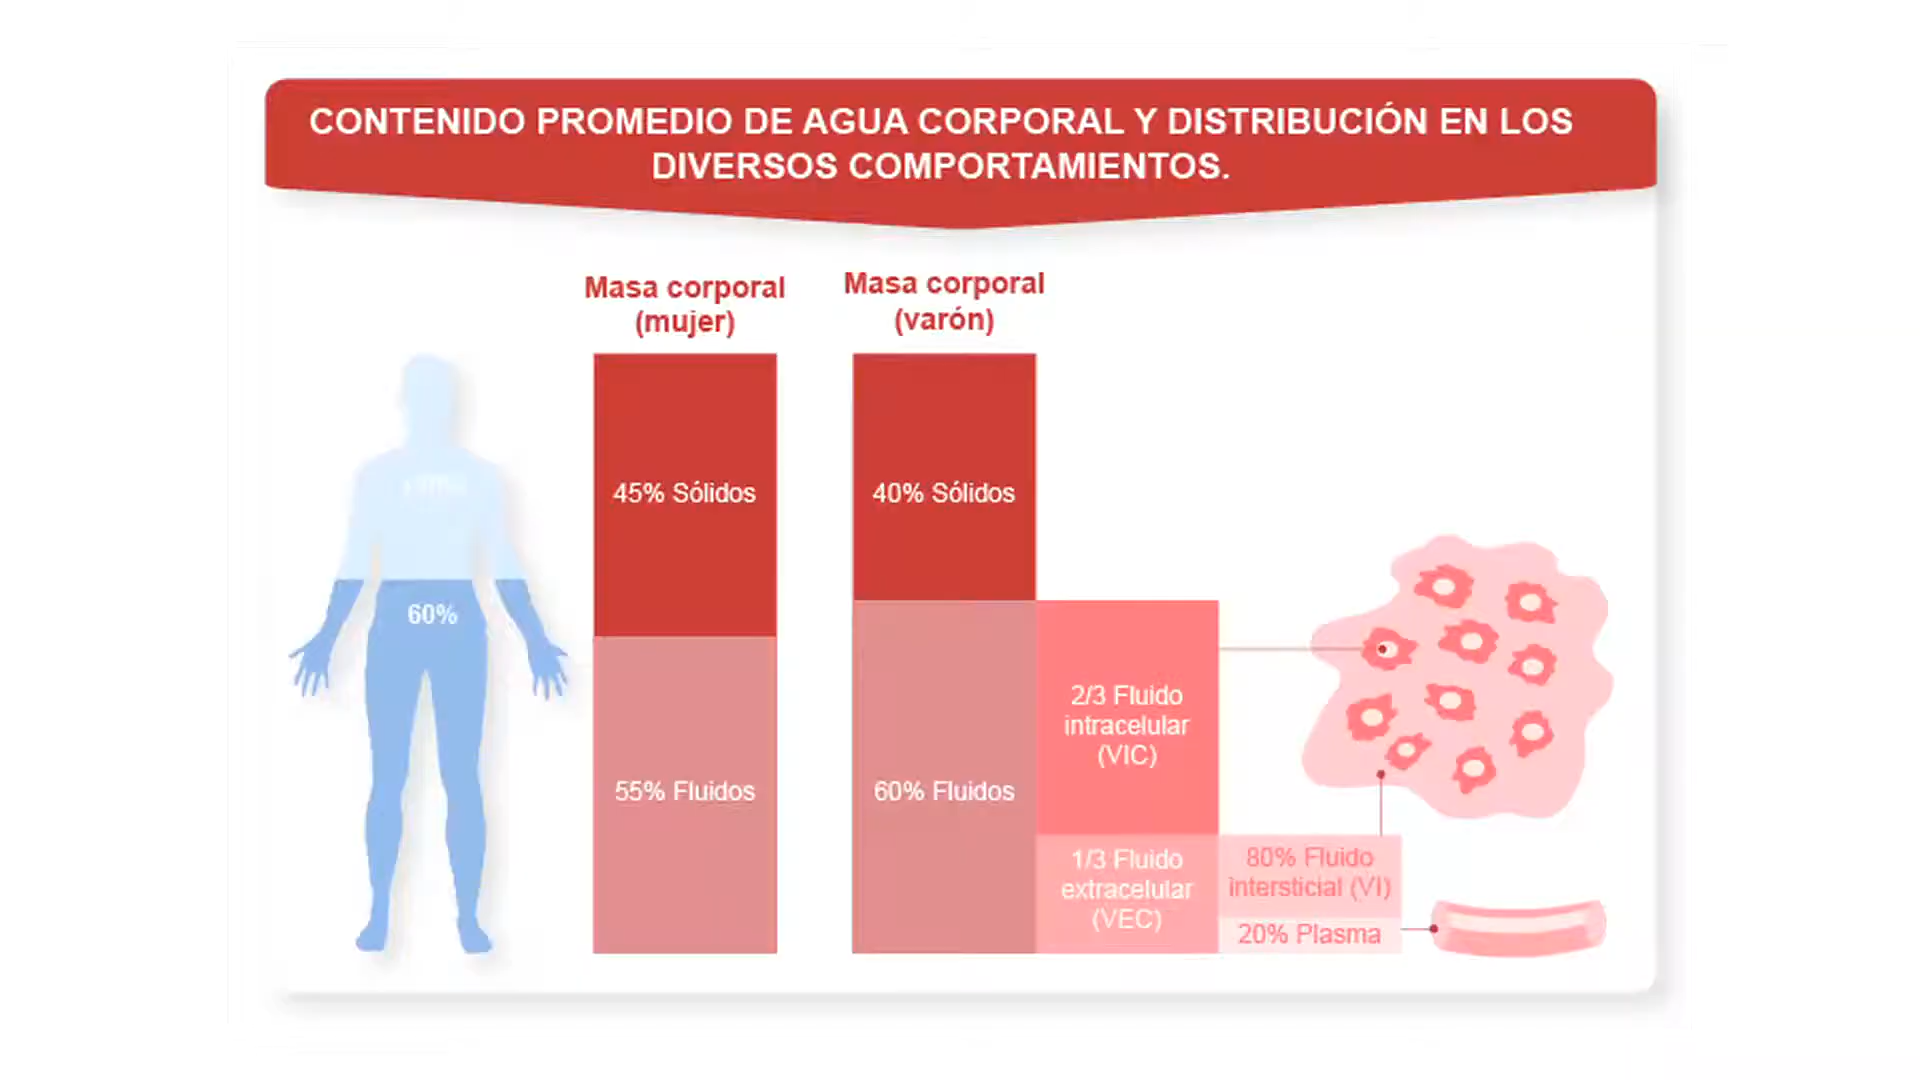 CONTENIDO PROMEDIO DE AGUA CORPORAL Y DISTRIBUCIÓN EN LOS
DIVERSOS COMPORTAMIENTOS.
Masa corporal
(mujer)
Masa corporal
(varón)
45% Sólidos
40% Sólidos
60%
2/3 Fluido
intracelular
(VIC)
55% Fluidos
60% Fluidos
1/3 Fluido
extracelular
(VEC)
80% Fluido
intersticial (VI)
20% Plasma